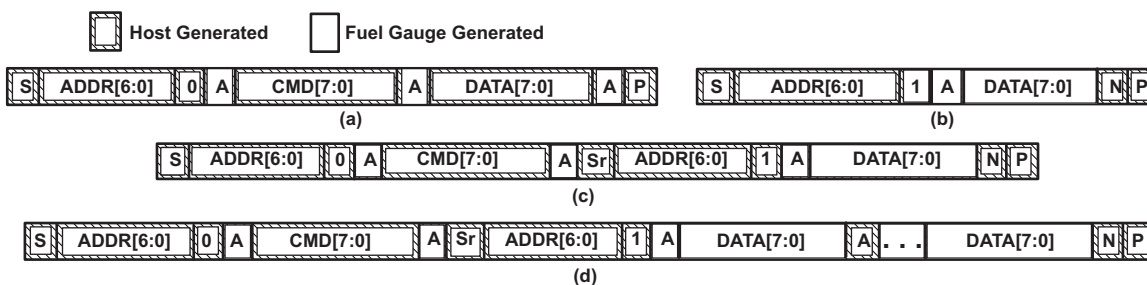 Host Generated Fuel Gauge Generated
S ADDR[6:0] 0 A CMD[7:0] A DATA[7:0] A P S ADDR[6:0] 1 A DATA[7:0] N P
(a) (b)
S ADDR[6:0] 0 A CMD[7:0] A Sr ADDR[6:0] 1 A DATA[7:0] N P
(c)
S ADDR[6:0] 0 A CMD[7:0] A Sr ADDR[6:0] 1 A DATA[7:0] A . . . DATA[7:0] N P
(d)